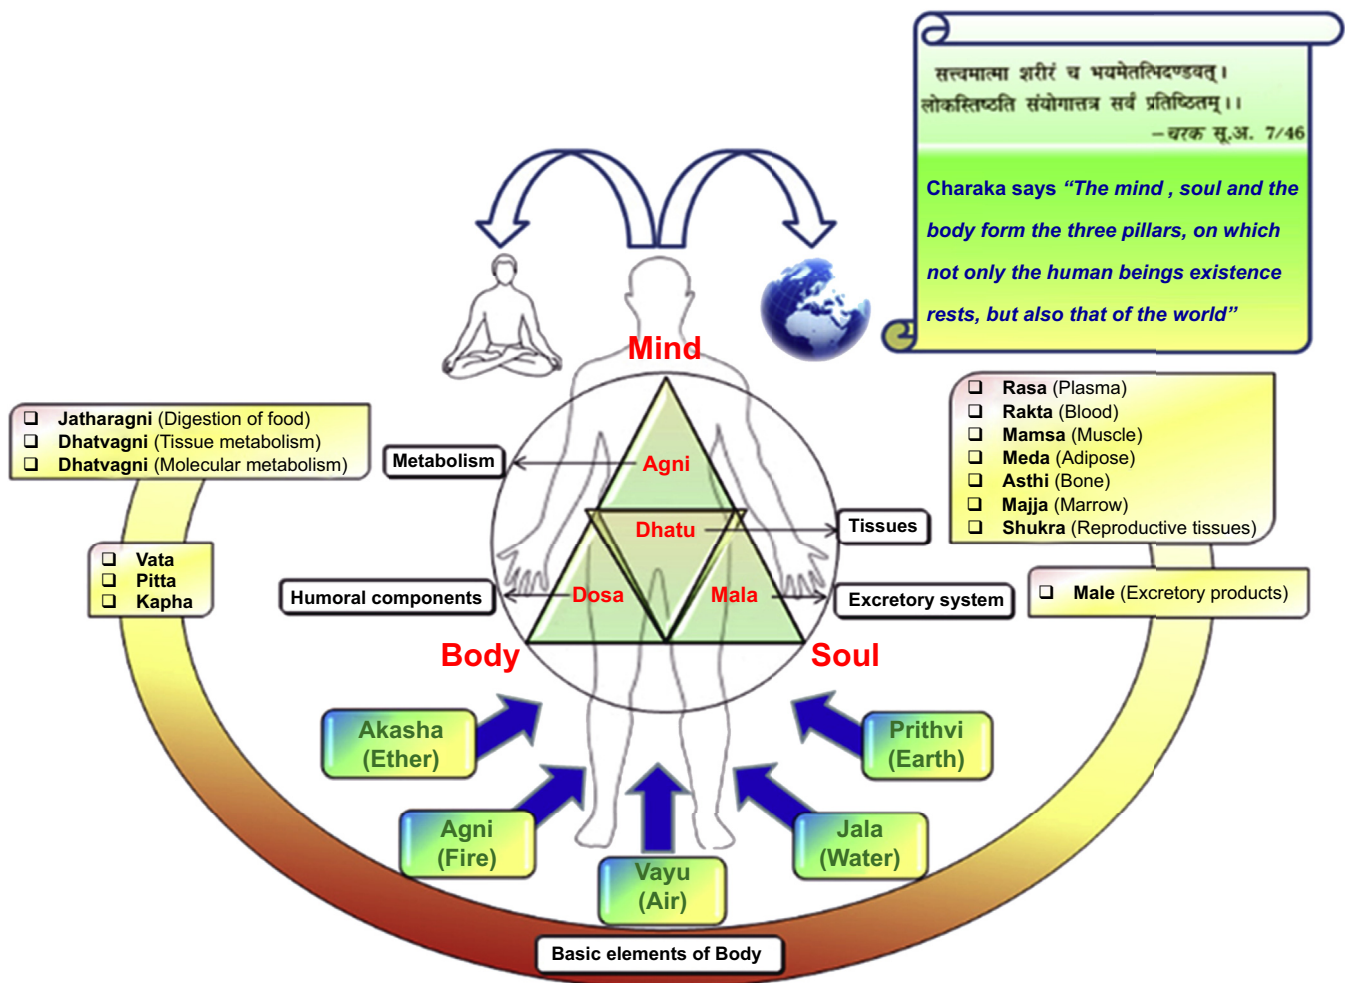 सत्त्वमात्मा शरीरं च भयमेतत्भिदण्डवत्।
लोकस्तिष्ठति संयोगात्तत्र सर्वं प्रतिष्ठितम्।।
–चरक सू.अ. 7/46
Charaka says “The mind , soul and the
body form the three pillars, on which
not only the human beings existence
rests, but also that of the world”
Mind
Jatharagni (Digestion of food)
Dhatvagni (Tissue metabolism)
Dhatvagni (Molecular metabolism)
Metabolism
Agni
Rasa (Plasma)
Rakta (Blood)
Mamsa (Muscle)
Meda (Adipose)
Asthi (Bone)
Majja (Marrow)
Shukra (Reproductive tissues)
Dhatu
Tissues
Vata
Pitta
Kapha
Humoral components
Dosa
Mala
Excretory system
Male (Excretory products)
Body
Soul
Akasha
(Ether)
Prithvi
(Earth)
Agni
(Fire)
Jala
(Water)
Vayu
(Air)
Basic elements of Body